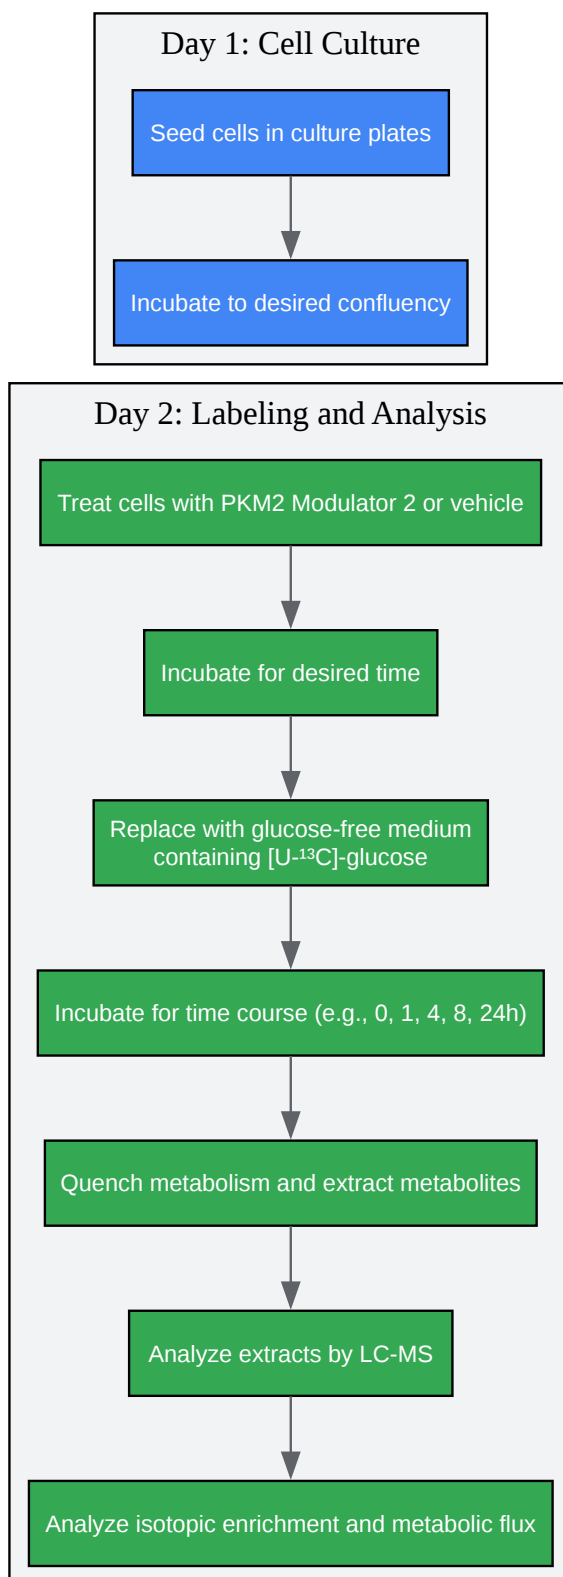 Day 1: Cell Culture
Seed cells in culture plates
Incubate to desired confluency
Day 2: Labeling and Analysis
Treat cells with PKM2 Modulator 2 or vehicle
Incubate for desired time
Replace with glucose-free medium
containing [U-¹³C]-glucose
Incubate for time course (e.g., 0, 1, 4, 8, 24h)
Quench metabolism and extract metabolites
Analyze extracts by LC-MS
Analyze isotopic enrichment and metabolic flux